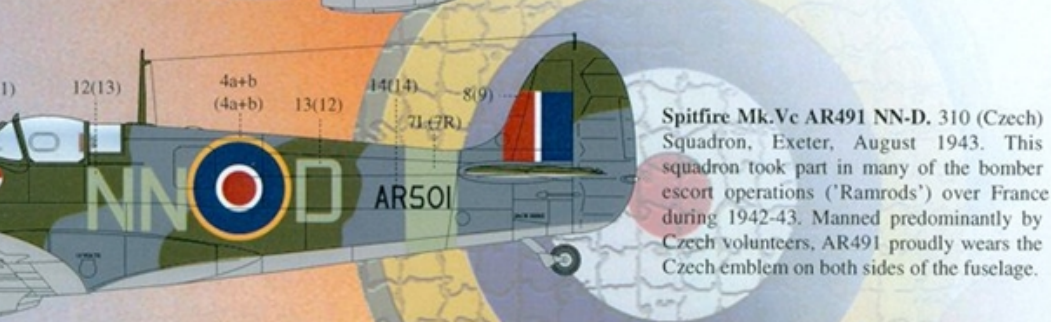 1)
12(13)
4a+b
(4a+b)
13(12)
14(14)
7L(7R)
8(9)
NN D
AR501
Spitfire Mk.Vc AR491 NN-D. 310 (Czech)
Squadron, Exeter, August 1943. This
squadron took part in many of the bomber
escort operations ('Ramrods') over France
during 1942-43. Manned predominantly by
Czech volunteers, AR491 proudly wears the
Czech emblem on both sides of the fuselage.